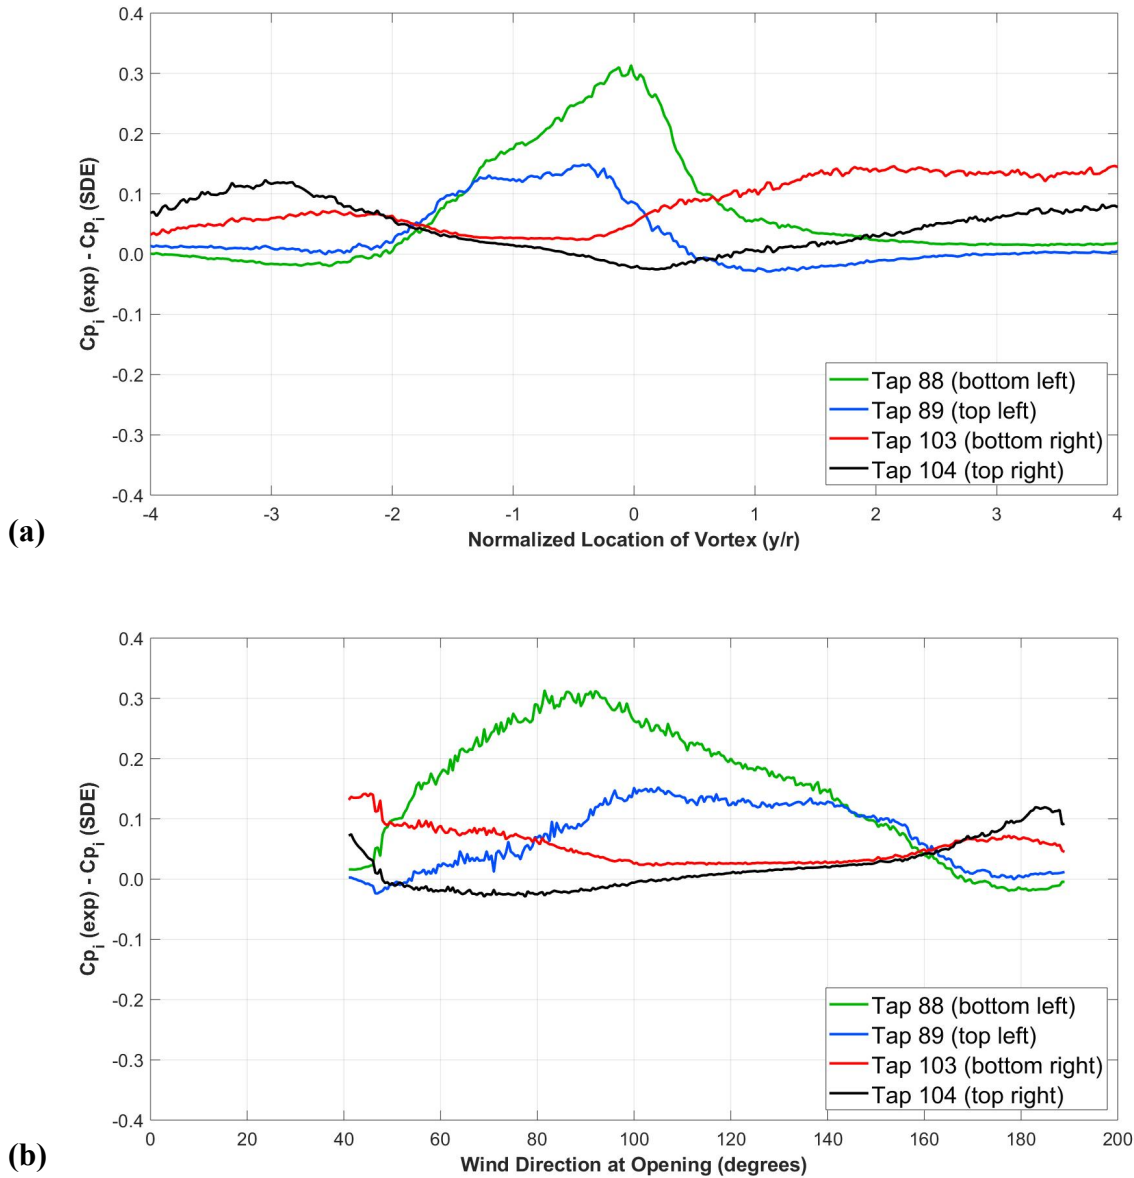 0.4
0.3
0.2
0.1
0.0
-0.1
-0.2
-0.3
-0.4
Cp_i (exp) - Cp_i (SDE)
Tap 88 (bottom left)
Tap 89 (top left)
Tap 103 (bottom right)
Tap 104 (top right)
-4 -3 -2 -1 0 1 2 3 4
(a)
Normalized Location of Vortex (y/r)
0.4
0.3
0.2
0.1
0.0
-0.1
-0.2
-0.3
-0.4
Cp_i (exp) - Cp_i (SDE)
Tap 88 (bottom left)
Tap 89 (top left)
Tap 103 (bottom right)
Tap 104 (top right)
0 20 40 60 80 100 120 140 160 180 200
(b)
Wind Direction at Opening (degrees)